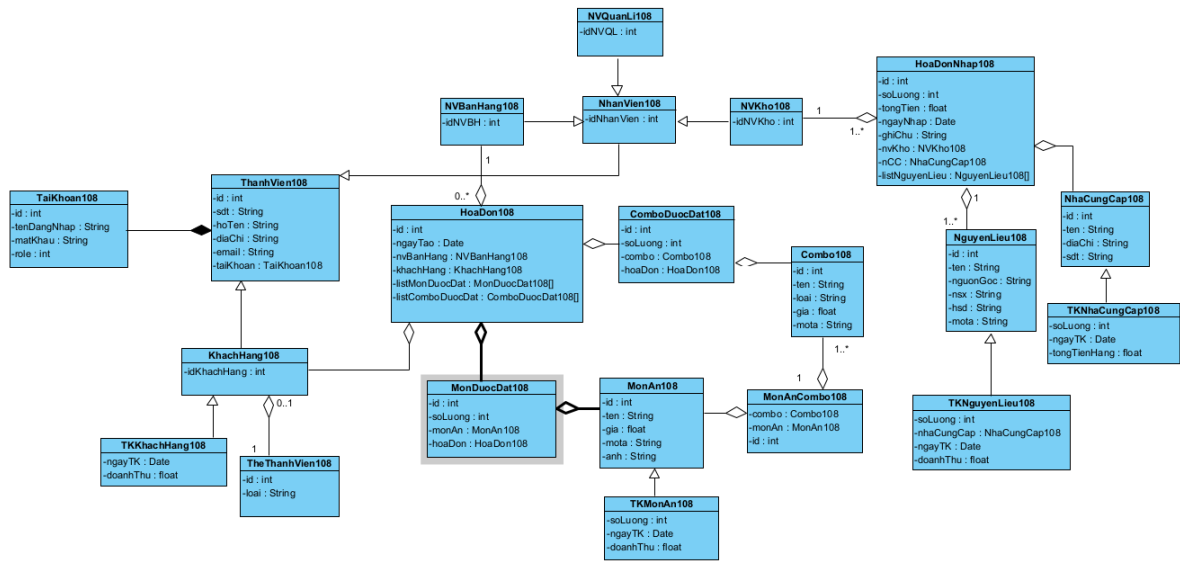 NVQuanLi108
-idNVQL : int
HoaDonNhap108
-id : int
-soLuong : int
-tongTien : float
-ngayNhap : Date
-ghiChu : String
-nvKho : NVKho108
-nCC : NhaCungCap108
-listNguyenLieu : NguyenLieu108[]
NVBanHang108
-idNVBH : int
NhanVien108
-idNhanVien : int
NVKho108
-idNVKho : int
1
1..*
1
0..*
TaiKhoan108
-id : int
-tenDangNhap : String
-matKhau : String
-role : int
ThanhVien108
-id : int
-sdt : String
-hoTen : String
-diaChi : String
-email : String
-taiKhoan : TaiKhoan108
HoaDon108
-id : int
-ngayTao : Date
-nvBanHang : NVBanHang108
-khachHang : KhachHang108
-listMonDuocDat : MonDuocDat108[]
-listComboDuocDat : ComboDuocDat108[]
ComboDuocDat108
-id : int
-soLuong : int
-combo : Combo108
-hoaDon : HoaDon108
Combo108
-id : int
-ten : String
-loai : String
-gia : float
-mota : String
1
1..*
NguyenLieu108
-id : int
-ten : String
-nguonGoc : String
-nsx : String
-hsd : String
-mota : String
NhaCungCap108
-id : int
-ten : String
-diaChi : String
-sdt : String
TKNhaCungCap108
-soLuong : int
-ngayTK : Date
-tongTienHang : float
KhachHang108
-idKhachHang : int
0..1
1
MonDuocDat108
-id : int
-soLuong : int
-monAn : MonAn108
-hoaDon : HoaDon108
MonAn108
-id : int
-ten : String
-gia : float
-mota : String
-anh : String
1..*
1
MonAnCombo108
-combo : Combo108
-monAn : MonAn108
-id : int
TKNguyenLieu108
-soLuong : int
-nhaCungCap : NhaCungCap108
-ngayTK : Date
-doanhThu : float
TKKhachHang108
-ngayTK : Date
-doanhThu : float
TheThanhVien108
-id : int
-loai : String
TKMonAn108
-soLuong : int
-ngayTK : Date
-doanhThu : float